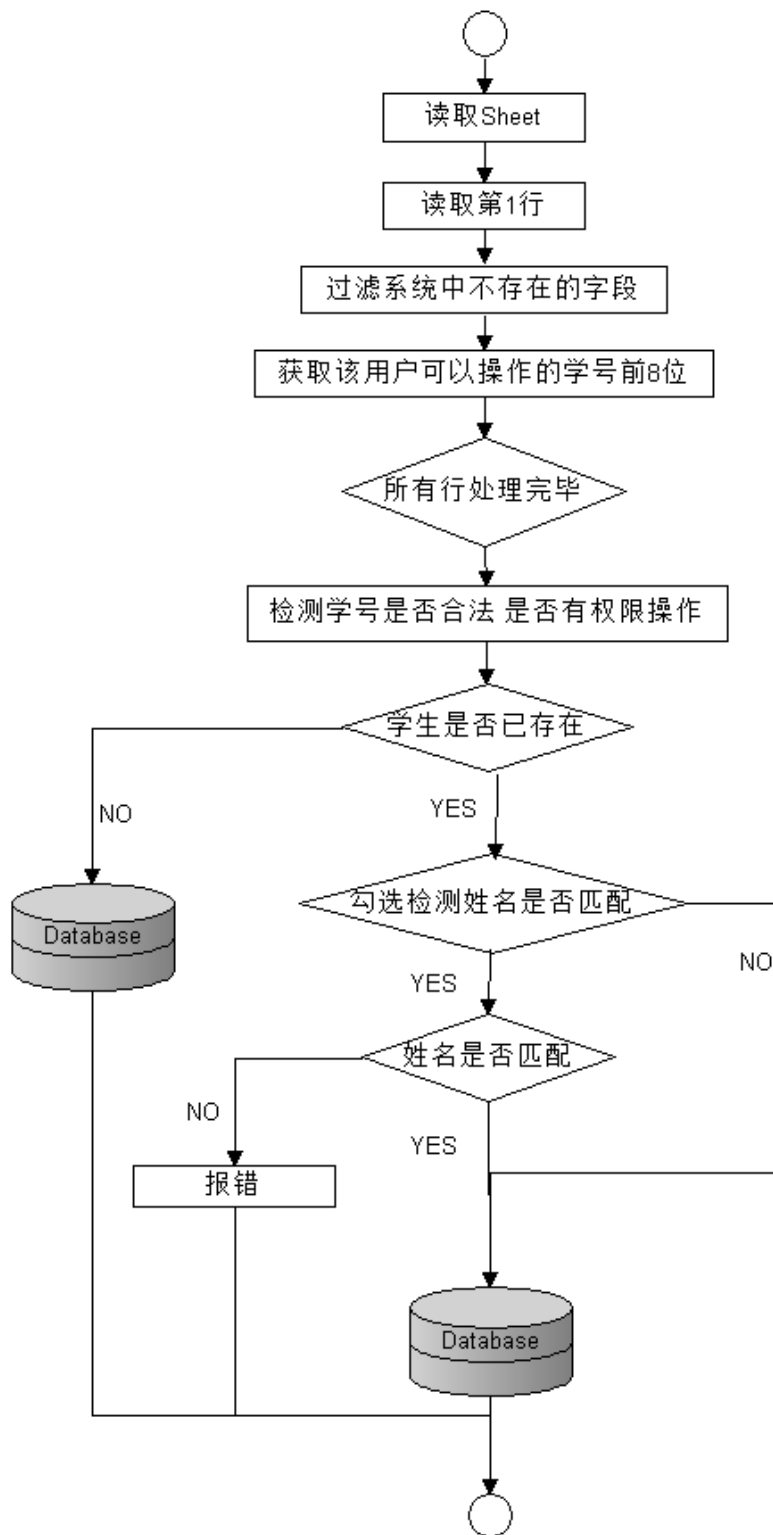 读取Sheet
读取第1行
过滤系统中不存在的字段
获取该用户可以操作的学号前8位
所有行处理完毕
检测学号是否合法 是否有权限操作
学生是否已存在
NO
YES
勾选检测姓名是否匹配
Database
NO
YES
姓名是否匹配
NO
YES
报错
Database